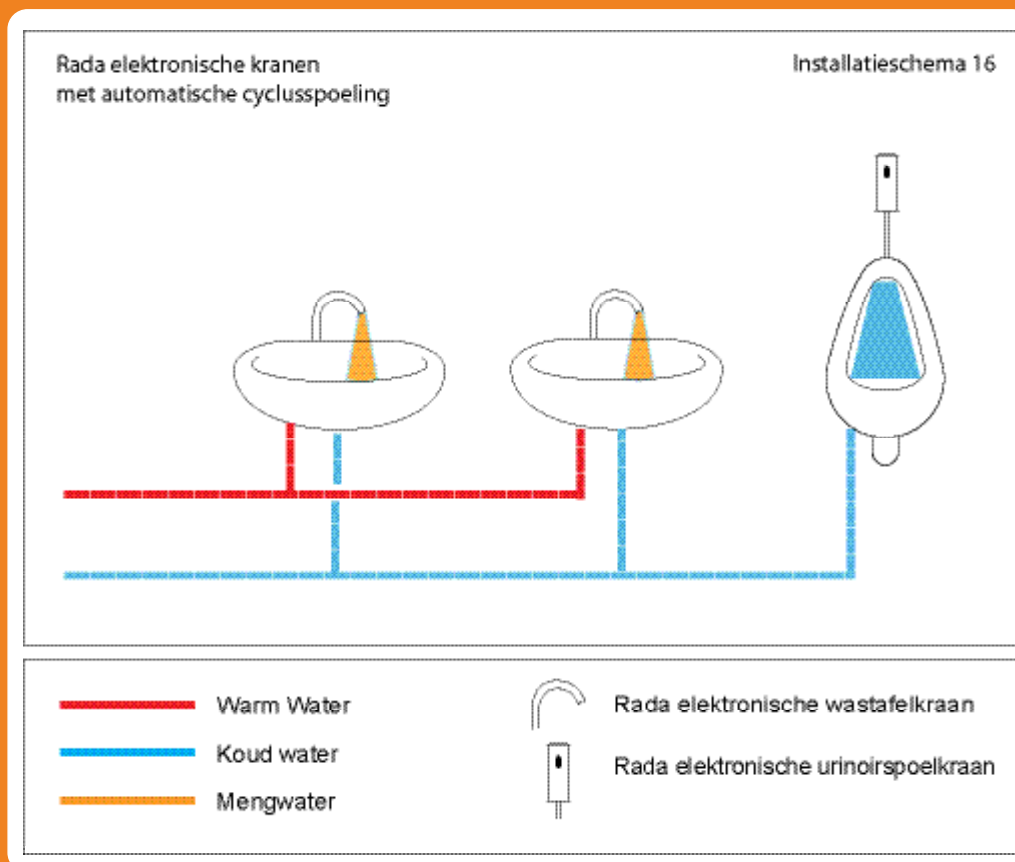 Rada elektronische kranen
met automatische cyclusspoeling
Installatieschema 16
Warm Water
Koud water
Mengwater
Rada elektronische wastafelkraan
Rada elektronische urinoirspoelkraan